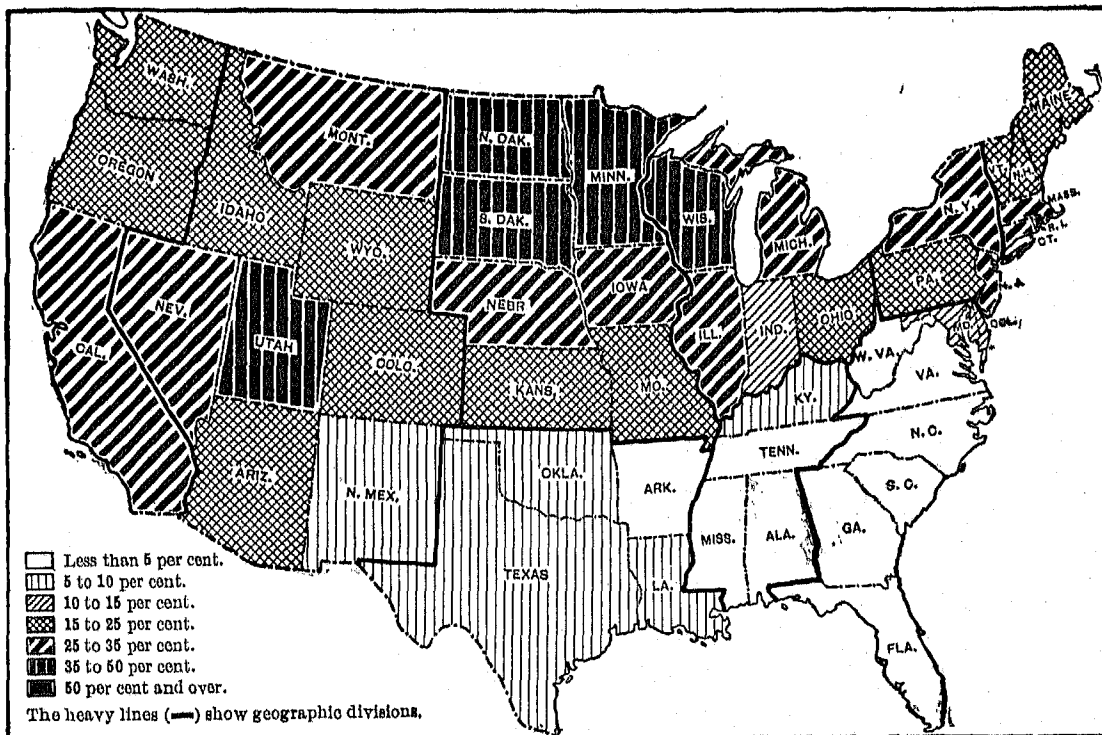 WASH.
MONT.
N. DAK.
MINN.
MAINE
OREGON
IDAHO
S. DAK.
WIS.
VT.
N.H.
N.Y.
MASS.
R.I.
CT.
WYO.
MICH.
NEBR
IOWA
PA.
N.J.
NEV.
UTAH
COLO.
ILL.
IND.
OHIO
MD.
DEL.
CAL.
KANS.
MO.
W. VA.
VA.
KY.
ARIZ.
N. MEX.
OKLA.
ARK.
TENN.
N. C.
S. C.
TEXAS
LA.
MISS.
ALA.
GA.
FLA.
Less than 5 per cent.
5 to 10 per cent.
10 to 15 per cent.
15 to 25 per cent.
25 to 35 per cent.
35 to 50 per cent.
50 per cent and over.
The heavy lines (━) show geographic divisions.